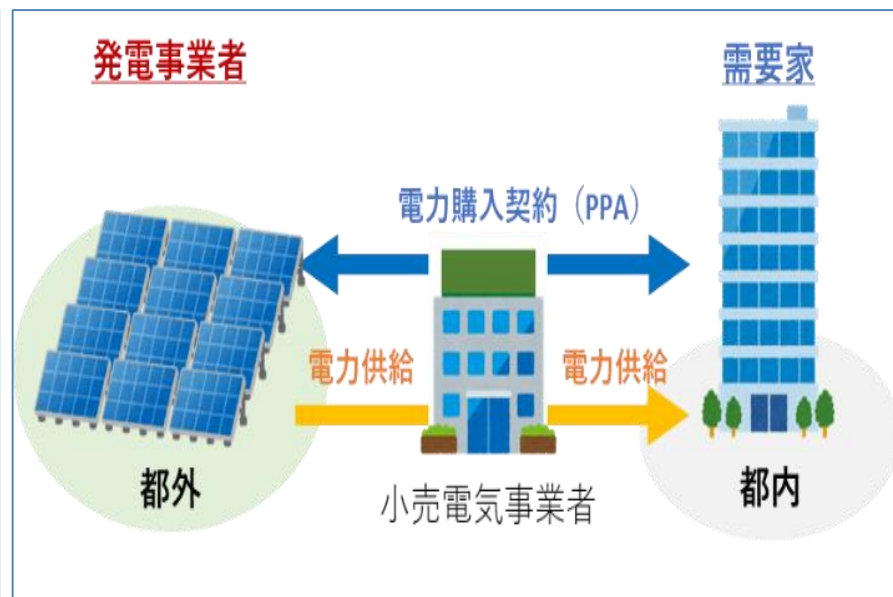 発電事業者
需要家
電力購入契約（PPA）
電力供給
電力供給
都外
小売電気事業者
都内